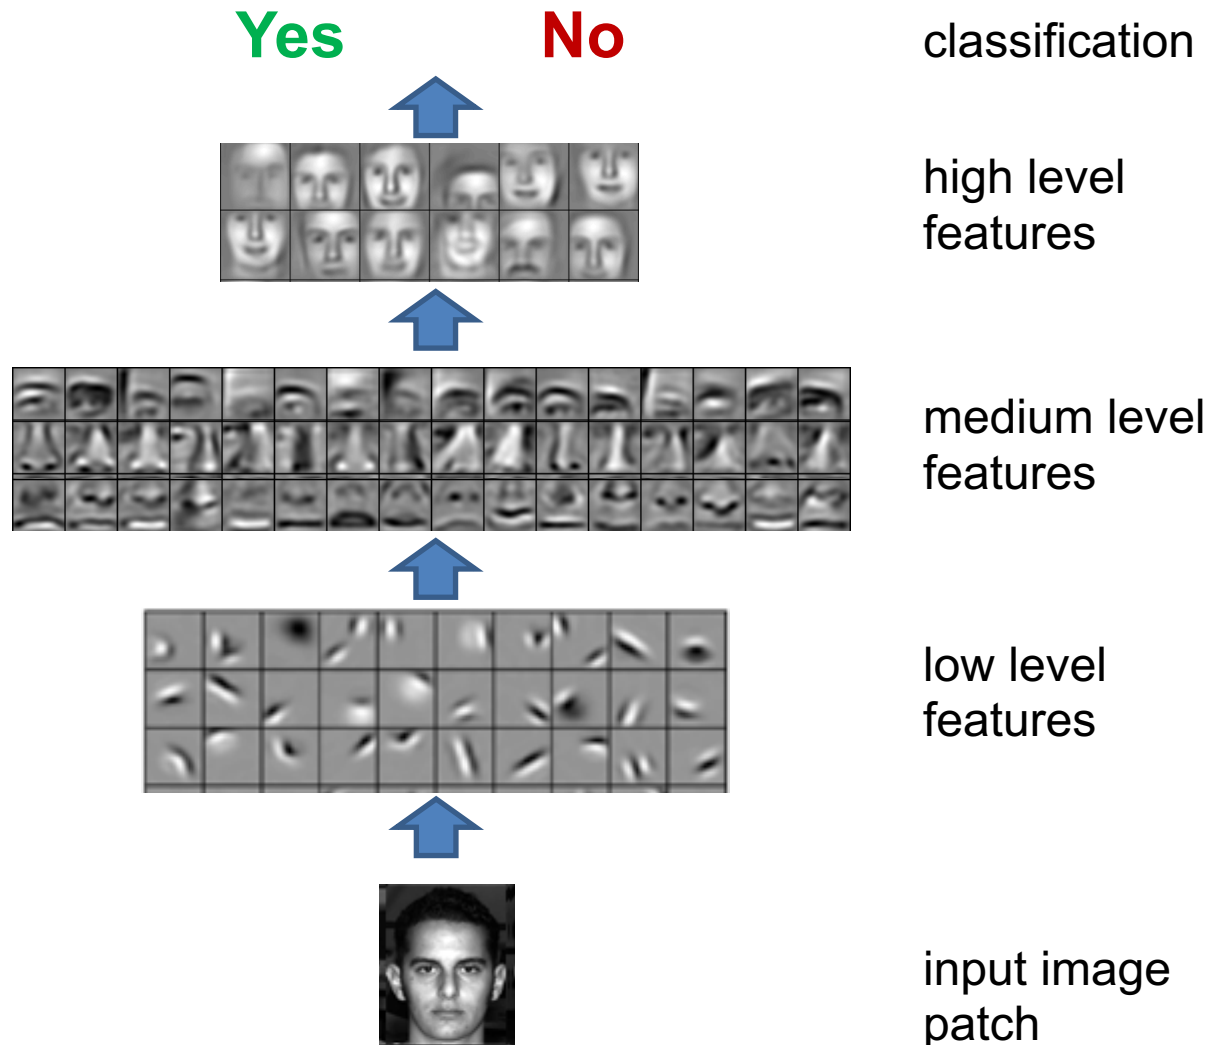 Yes No classification
high level
features
medium level
features
low level
features
input image
patch